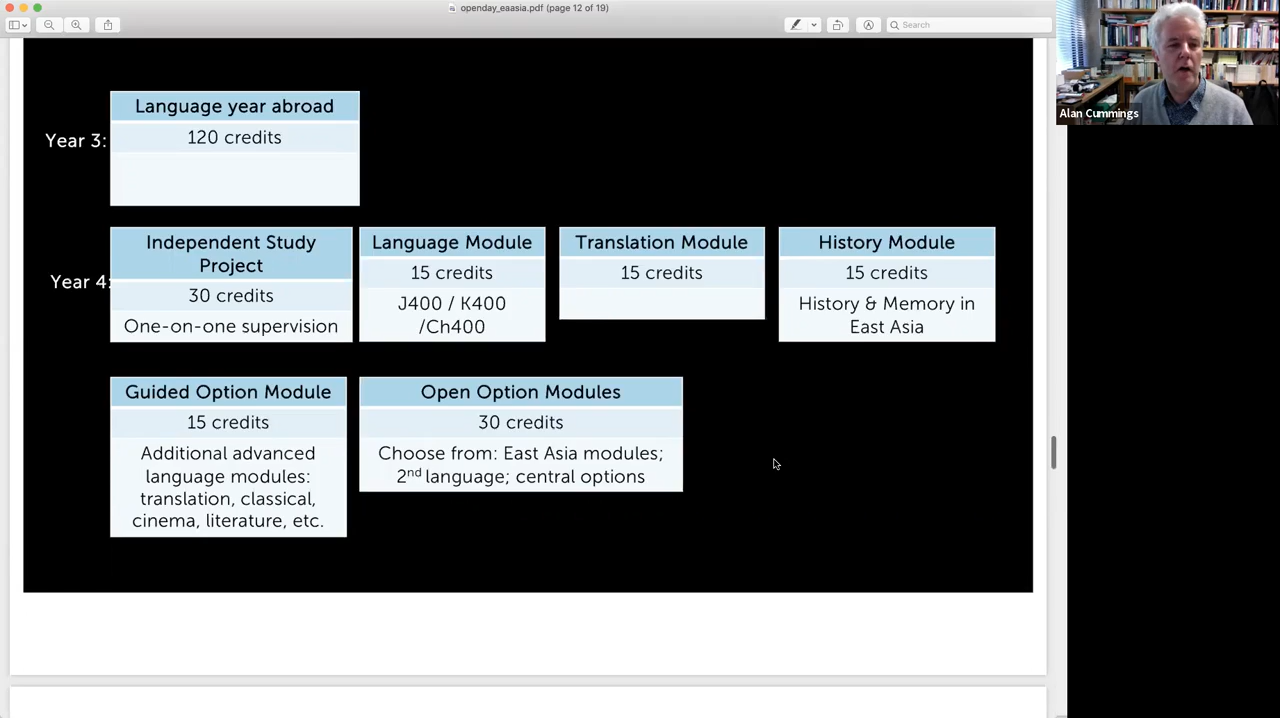 openday_eaasia.pdf (page 12 of 19)
Search
Alan Cummings
Year 3:
Language year abroad
120 credits
Year 4:
Independent Study
Project
30 credits
One-on-one supervision
Language Module
15 credits
J400 / K400
/Ch400
Translation Module
15 credits
History Module
15 credits
History & Memory in
East Asia
Guided Option Module
15 credits
Additional advanced
language modules:
translation, classical,
cinema, literature, etc.
Open Option Modules
30 credits
Choose from: East Asia modules;
2nd language; central options